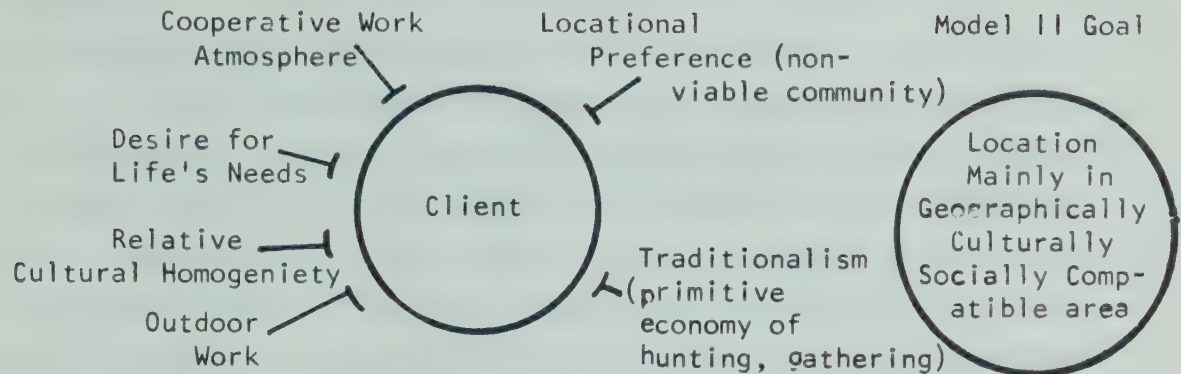 Cooperative Work
Atmosphere
Locational
Preference (non-
viable community)
Model II Goal
Desire for
Life's Needs
Client
Relative
Cultural Homogeniety
Outdoor
Work
Traditionalism
(primitive
economy of
hunting, gathering)
Location
Mainly in
Geographically
Culturally
Socially Comp-
atible area